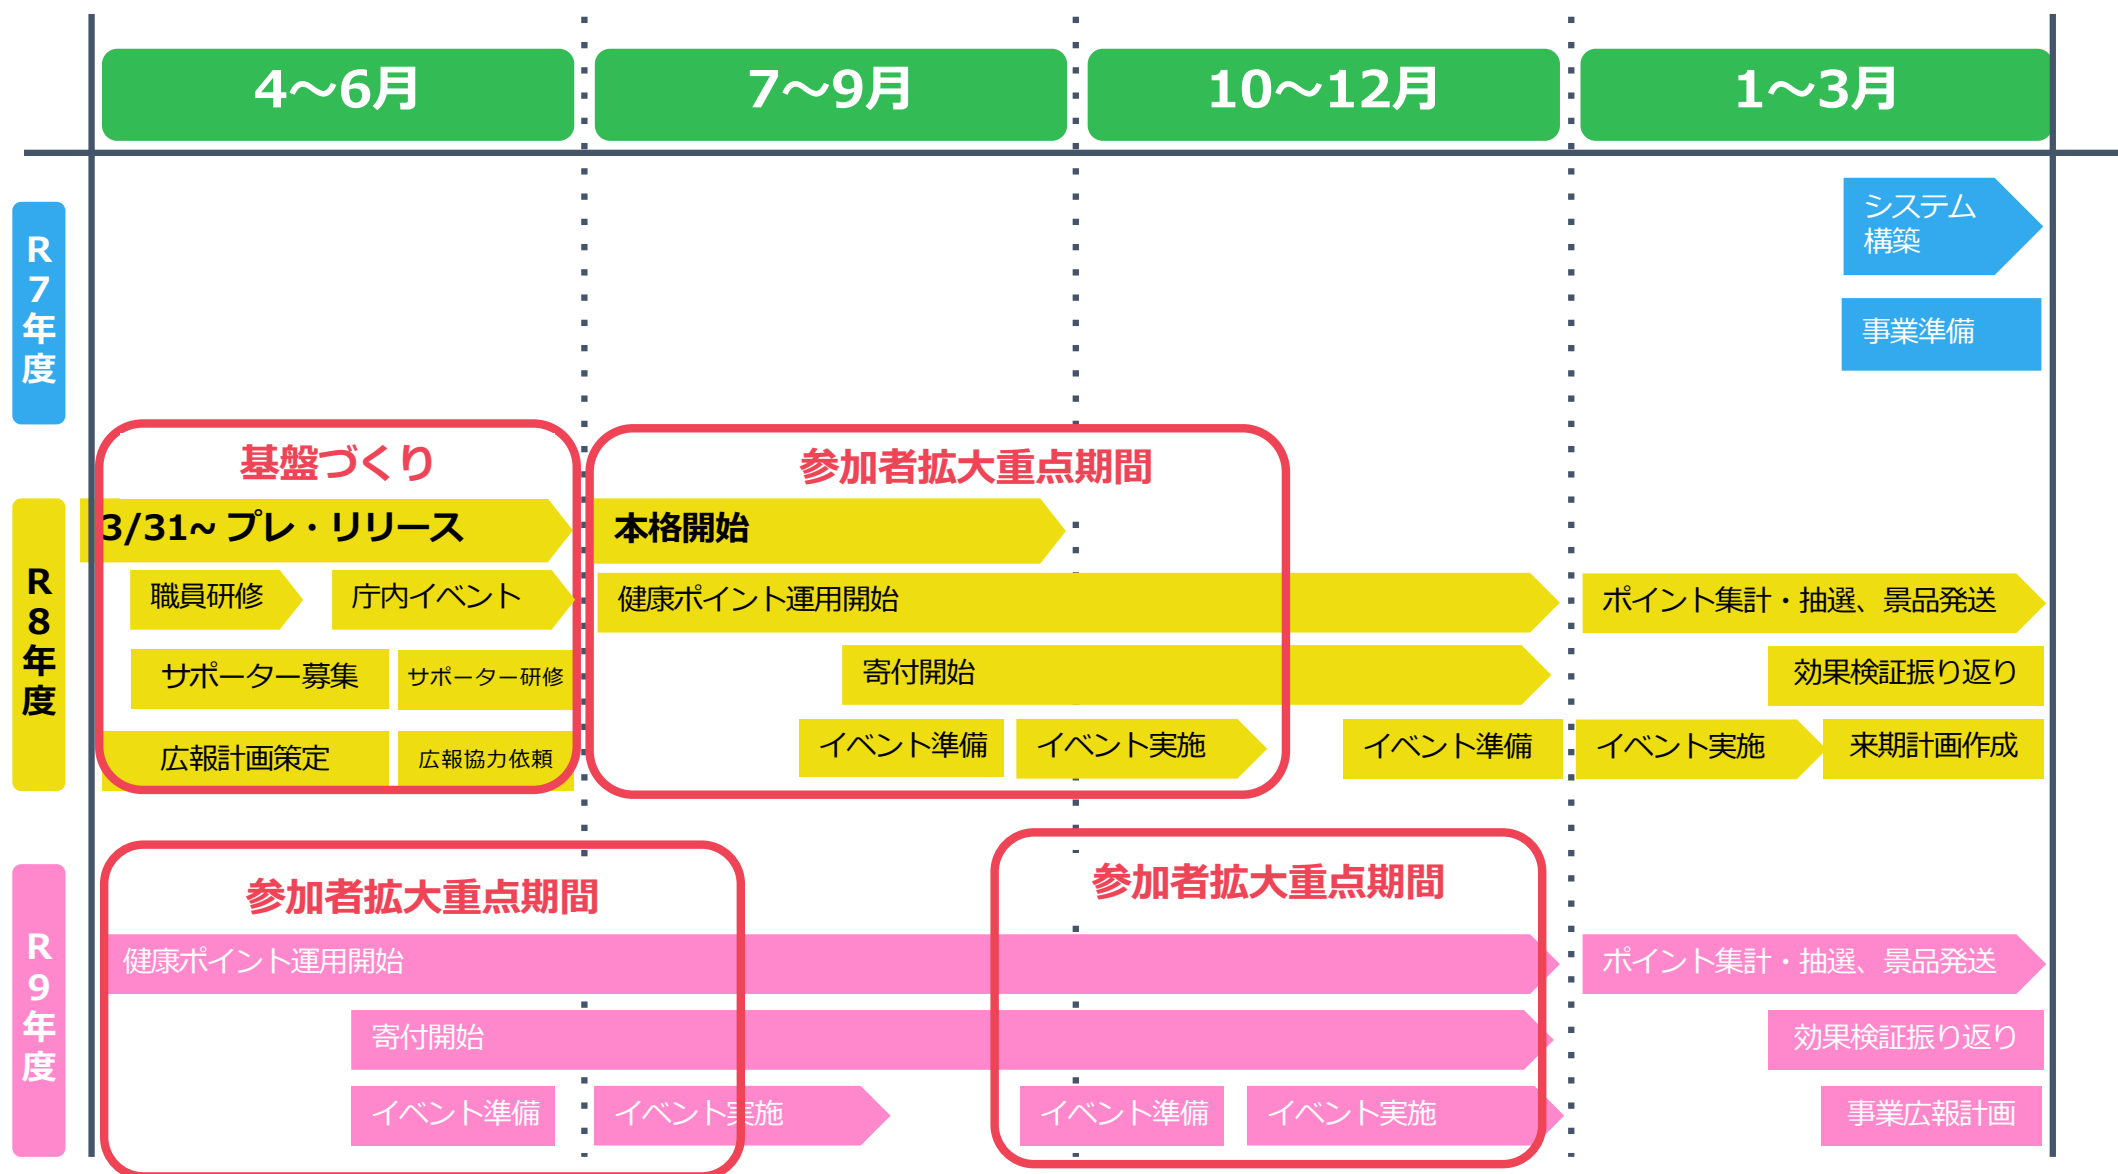 4～6月
7～9月
10～12月
1～3月
R7年度
システム
構築
事業準備
R8年度
基盤づくり
参加者拡大重点期間
3/31~ プレ・リリース
本格開始
職員研修
庁内イベント
健康ポイント運用開始
ポイント集計・抽選、景品発送
サポーター募集
サポーター研修
寄付開始
効果検証振り返り
広報計画策定
広報協力依頼
イベント準備
イベント実施
イベント準備
イベント実施
来期計画作成
R9年度
参加者拡大重点期間
参加者拡大重点期間
健康ポイント運用開始
ポイント集計・抽選、景品発送
寄付開始
効果検証振り返り
イベント準備
イベント実施
イベント準備
イベント実施
事業広報計画